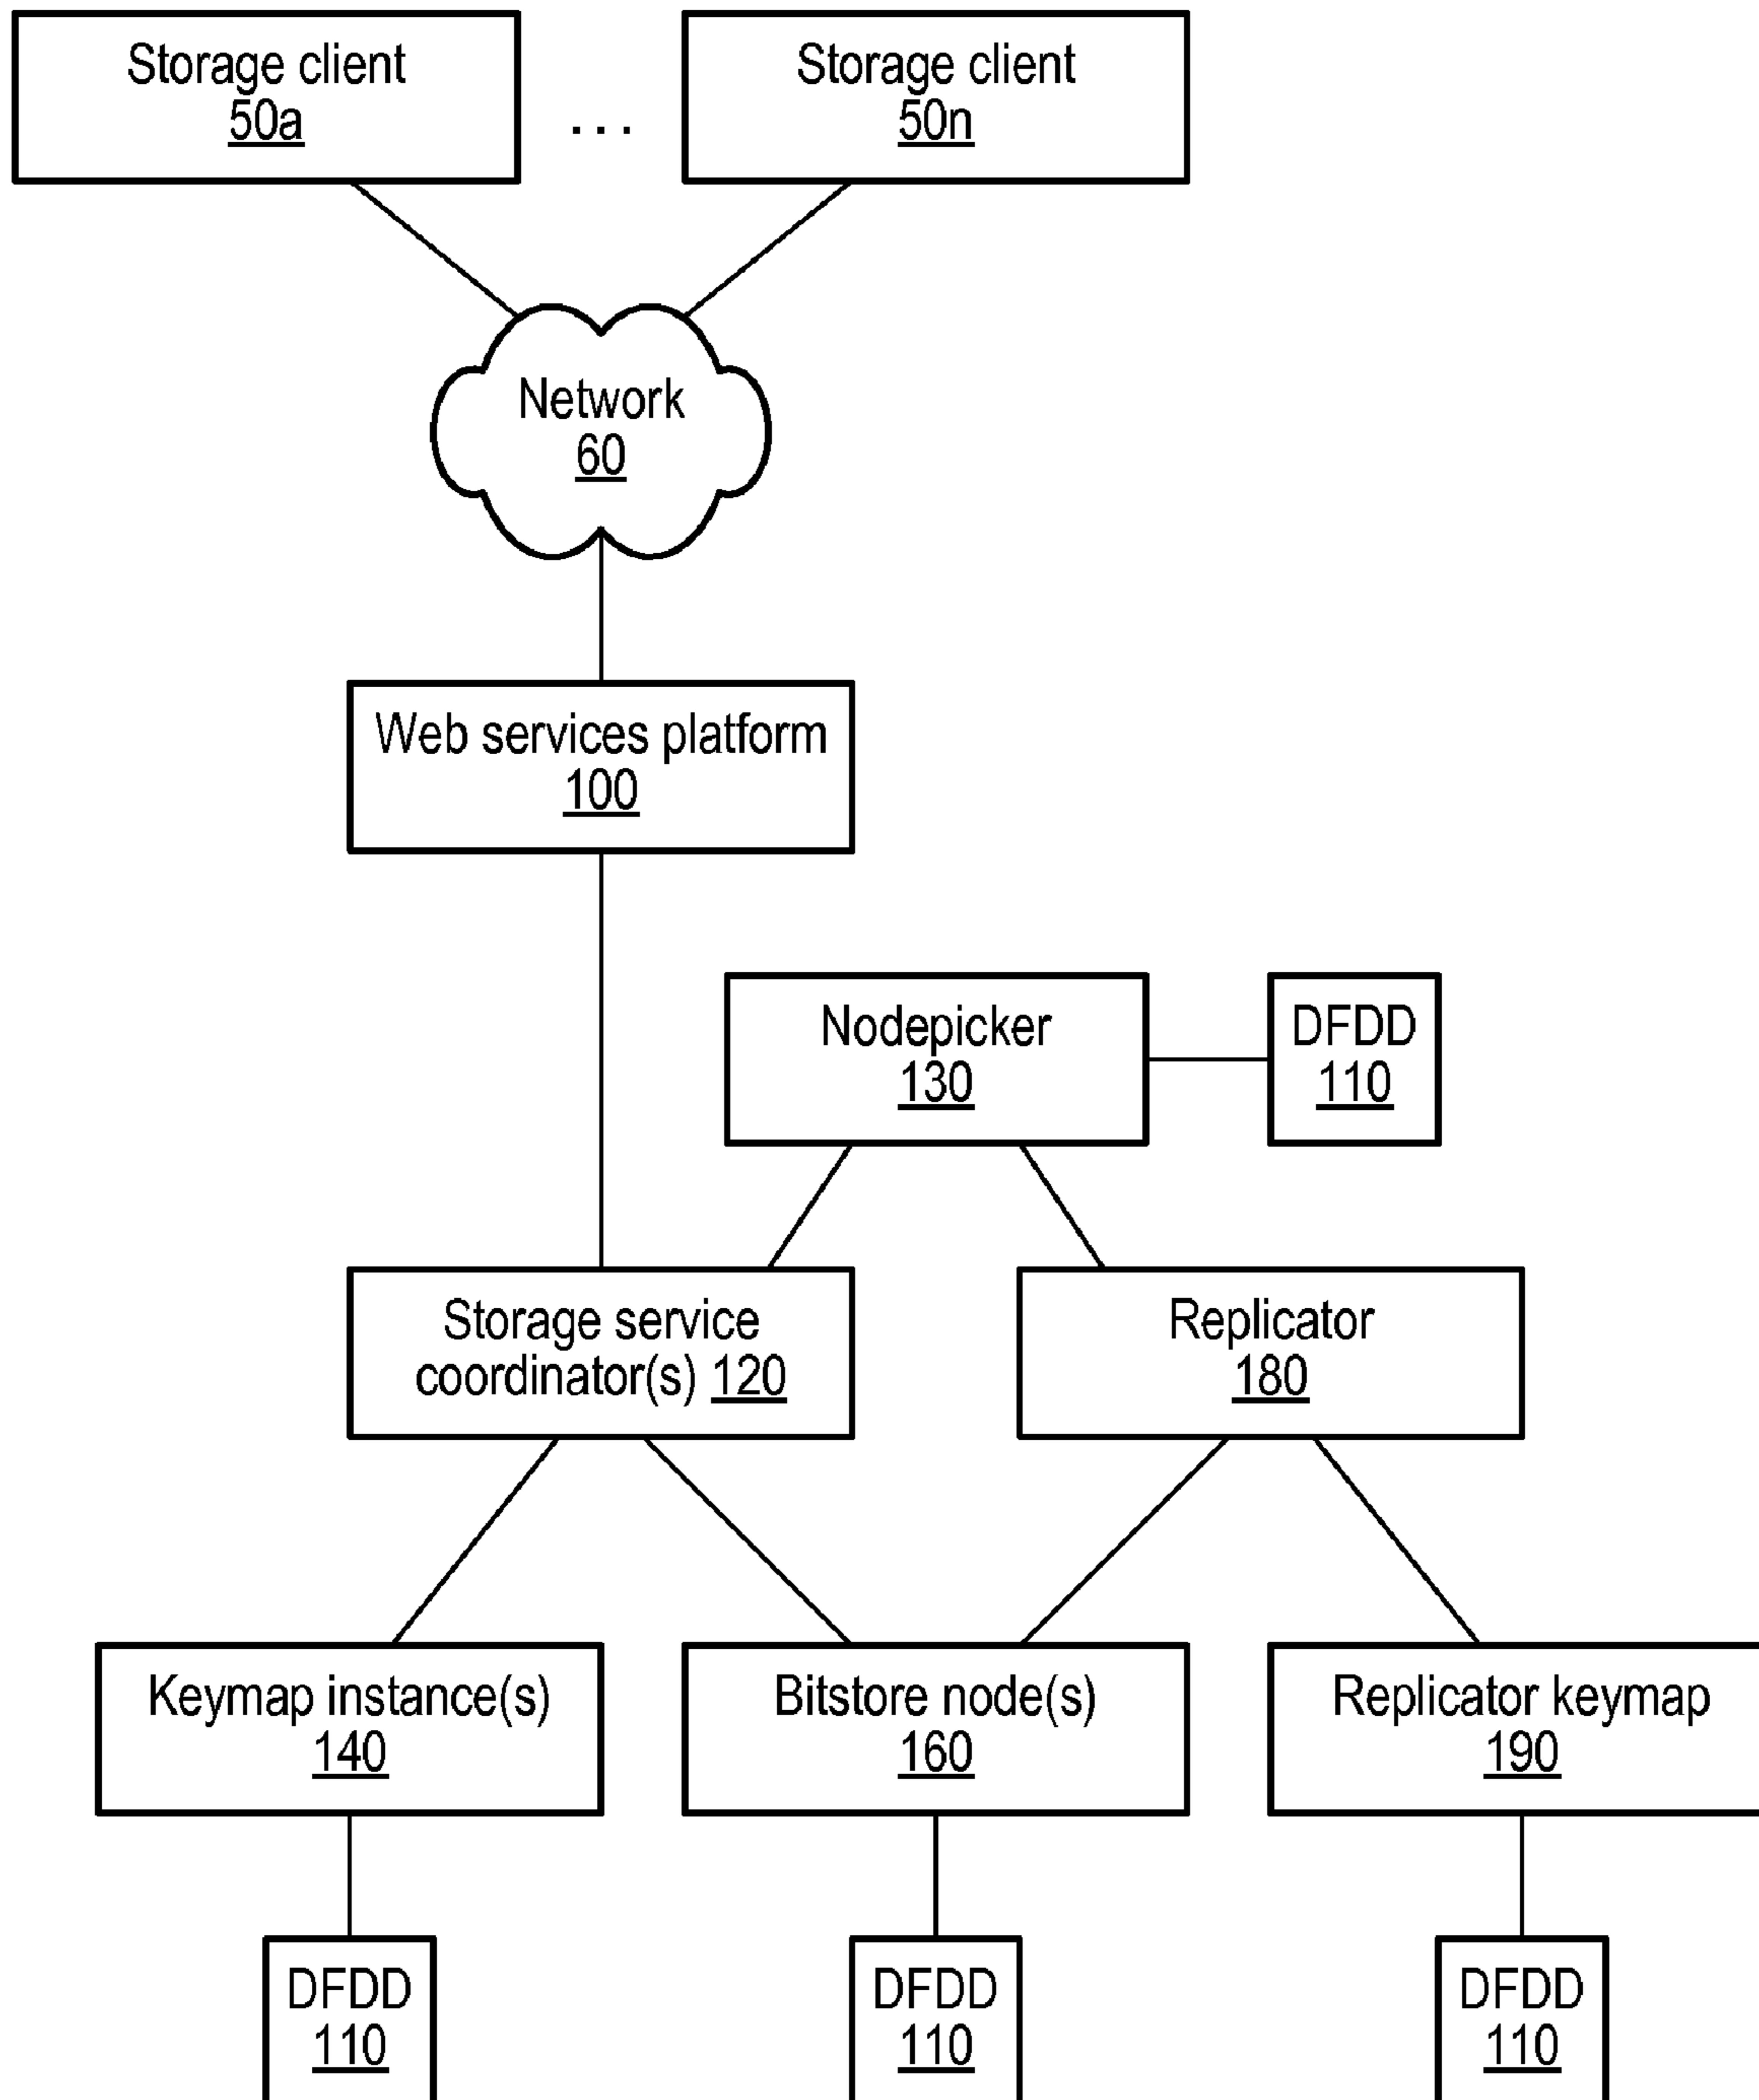 Storage client
50a
...
Storage client
50n
Network
60
Web services platform
100
Nodepicker
130
DFDD
110
Storage service
coordinator(s) 120
Replicator
180
Keymap instance(s)
140
Bitstore node(s)
160
Replicator keymap
190
DFDD
110
DFDD
110
DFDD
110